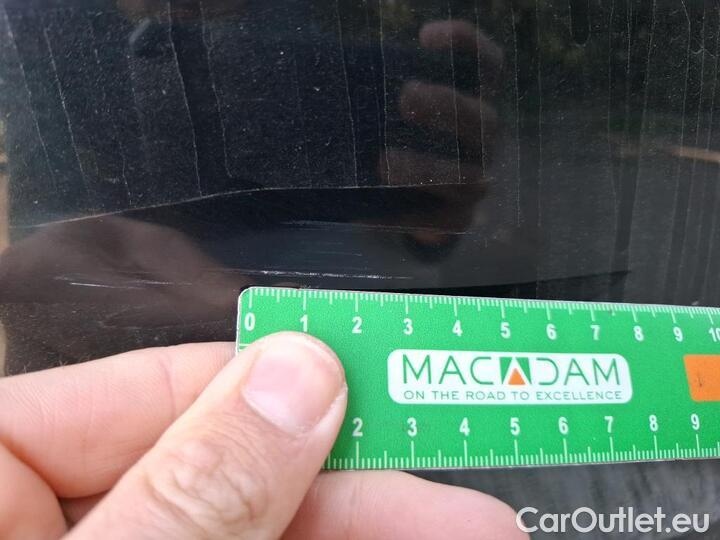 0 1 2 3 4 5 6 7 8 9 10
MACADAM
ON THE ROAD TO EXCELLENCE
2 3 4 5 6 7 8 9
CarOutlet.eu